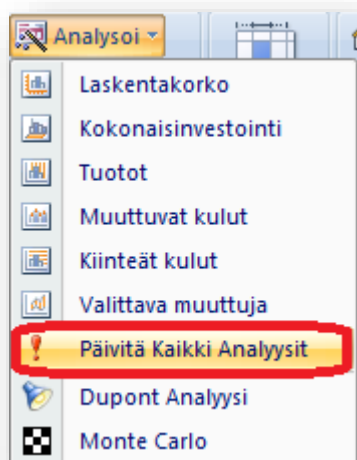 Analysoi
Laskentakorko
Kokonaisinvestointi
Tuotot
Muuttuvat kulut
Kiinteät kulut
Valittava muuttuja
Päivitä Kaikki Analyysit
Dupont Analyysi
Monte Carlo